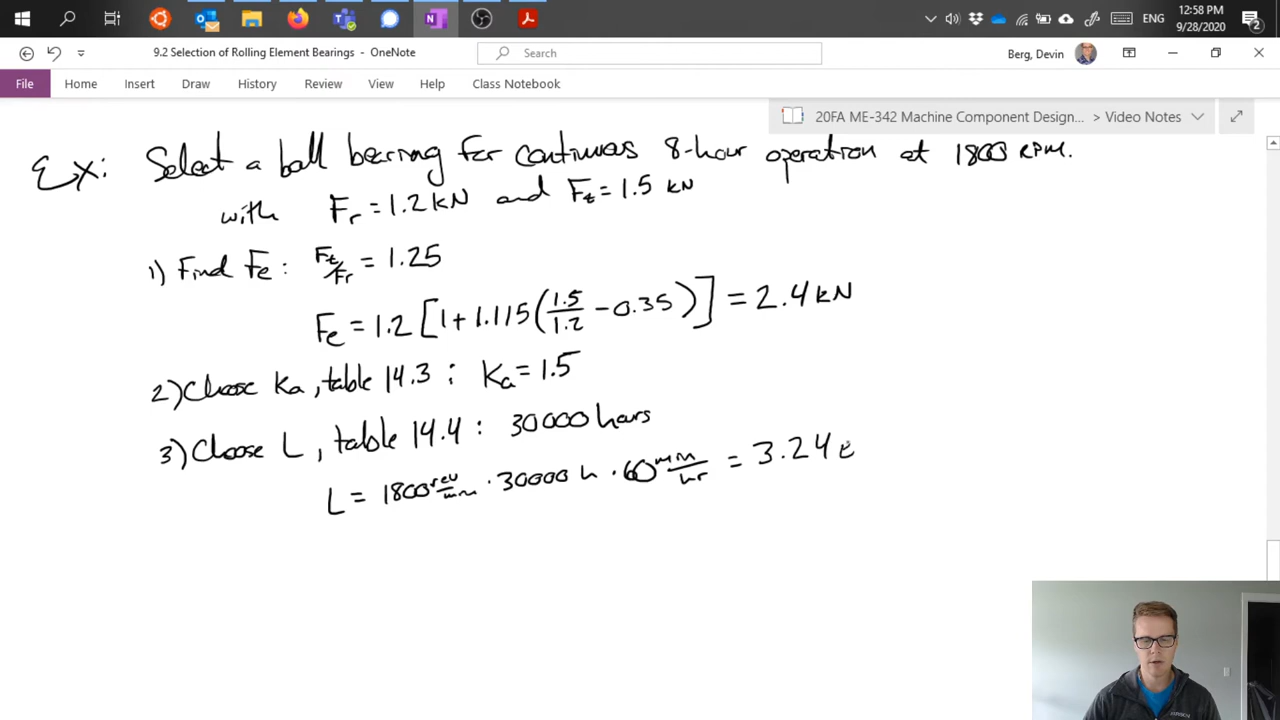 12:58 PM
ENG
9/28/2020
2
9.2 Selection of Rolling Element Bearings - OneNote
Search
Berg, Devin
File Home Insert Draw History Review View Help Class Notebook
20FA ME-342 Machine Component Design... > Video Notes
Ex: Select a ball bearing for continuous 8-hour operation at 1800 RPM.
with Fr = 1.2 kN and Ft = 1.5 kN
1) Find Fe: Ft/Fr = 1.25
Fe = 1.2 [1 + 1.115 (1.5/1.2 - 0.35)] = 2.4 kN
2) Choose Ka, table 14.3: Ka = 1.5
3) Choose L, table 14.4: 30000 hours
L = 1800 rev/min · 30000 h · 60 min/hr = 3.24